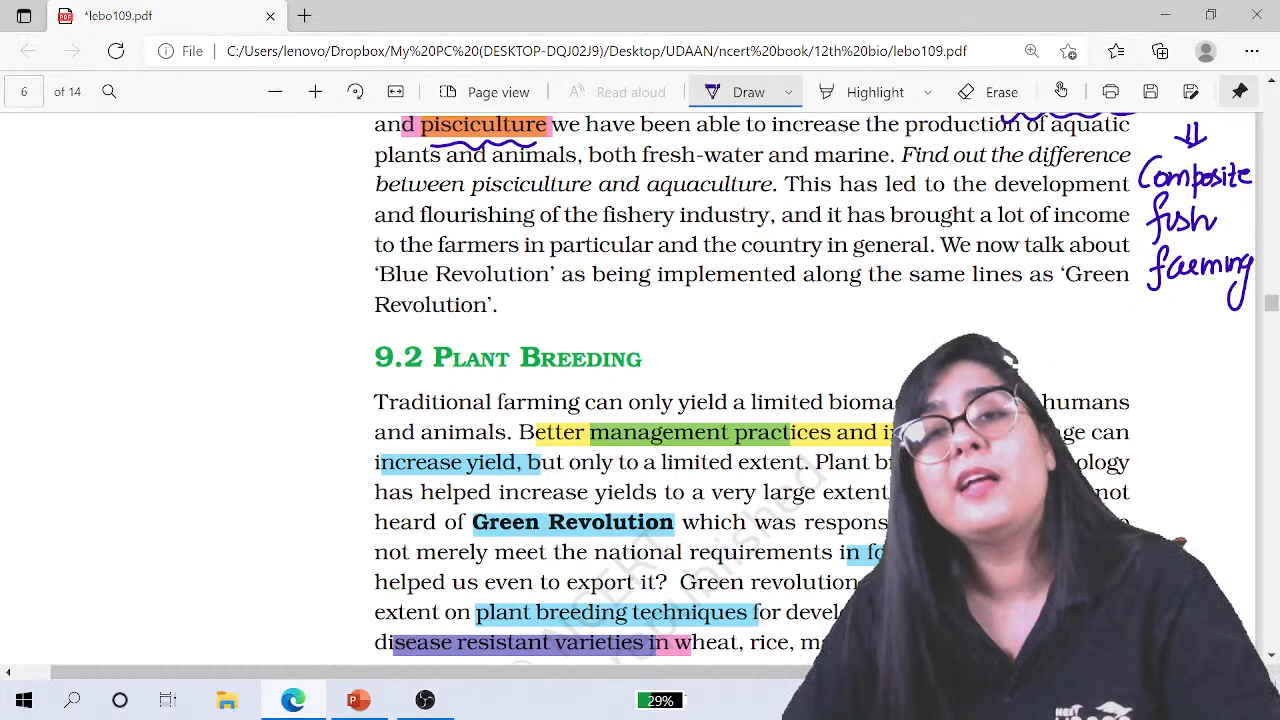 *lebo109.pdf
File C:/Users/lenovo/Dropbox/My%20PC%20(DESKTOP-DQJ02J9)/Desktop/UDAAN/ncert%20book/12th%20bio/lebo109.pdf
6 of 14 Page view Read aloud Draw Highlight Erase
and pisciculture we have been able to increase the production of aquatic
plants and animals, both fresh-water and marine. Find out the difference
between pisciculture and aquaculture. This has led to the development
and flourishing of the fishery industry, and it has brought a lot of income
to the farmers in particular and the country in general. We now talk about
‘Blue Revolution’ as being implemented along the same lines as ‘Green
Revolution’.
Composite
fish
farming
9.2 PLANT BREEDING
Traditional farming can only yield a limited humans
and animals. Better management practices and can
increase yield, but only to a limited extent. Plant
has helped increase yields to a very large extent not
heard of Green Revolution which was
not merely meet the national requirements in
helped us even to export it? Green revolution
extent on plant breeding techniques for
disease resistant varieties in wheat, rice,
29%
NEET